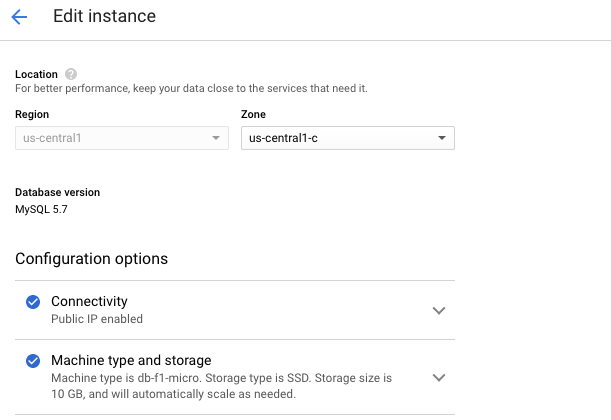 Edit instance
Location ?
For better performance, keep your data close to the services that need it.
Region Zone
us-central1 us-central1-c
Database version
MySQL 5.7
Configuration options
Connectivity
Public IP enabled
Machine type and storage
Machine type is db-f1-micro. Storage type is SSD. Storage size is
10 GB, and will automatically scale as needed.